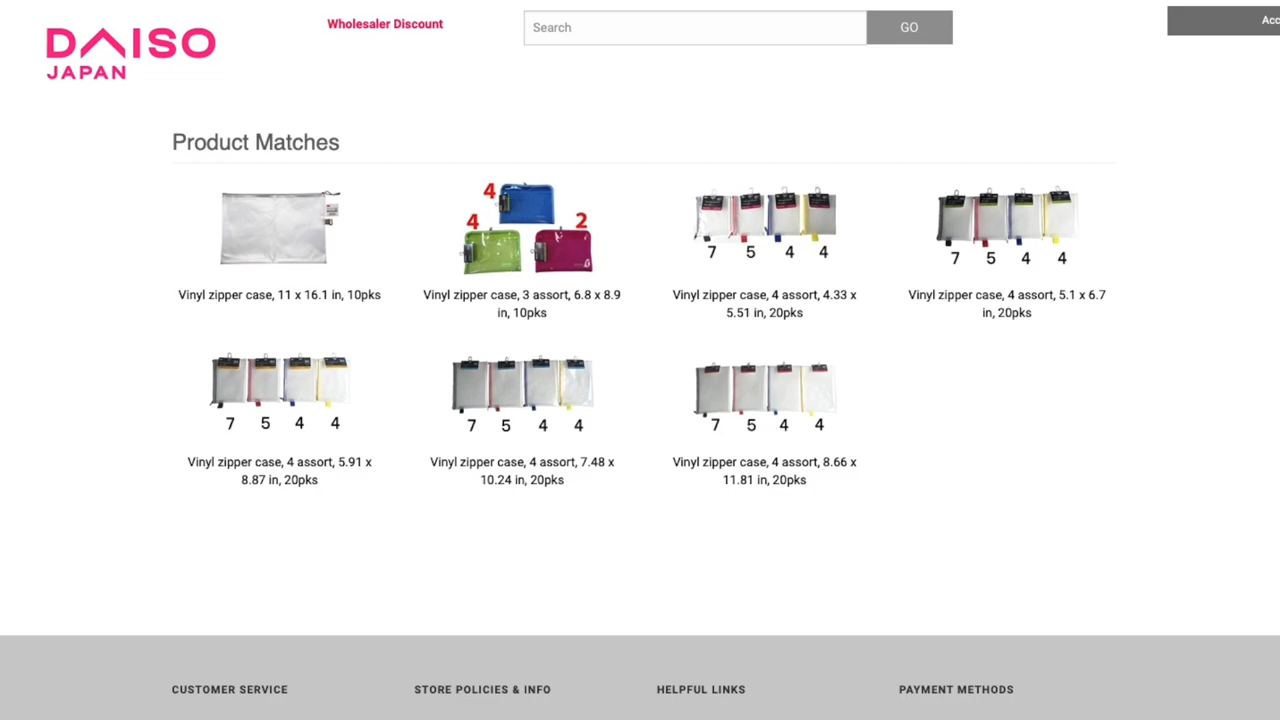 DAISO
JAPAN
Wholesaler Discount
Search
GO
Acc
Product Matches
4
4
2
7 5 4 4
7 5 4 4
Vinyl zipper case, 11 x 16.1 in, 10pks
Vinyl zipper case, 3 assort, 6.8 x 8.9
in, 10pks
Vinyl zipper case, 4 assort, 4.33 x
5.51 in, 20pks
Vinyl zipper case, 4 assort, 5.1 x 6.7
in, 20pks
7 5 4 4
7 5 4 4
7 5 4 4
Vinyl zipper case, 4 assort, 5.91 x
8.87 in, 20pks
Vinyl zipper case, 4 assort, 7.48 x
10.24 in, 20pks
Vinyl zipper case, 4 assort, 8.66 x
11.81 in, 20pks
CUSTOMER SERVICE
STORE POLICIES & INFO
HELPFUL LINKS
PAYMENT METHODS